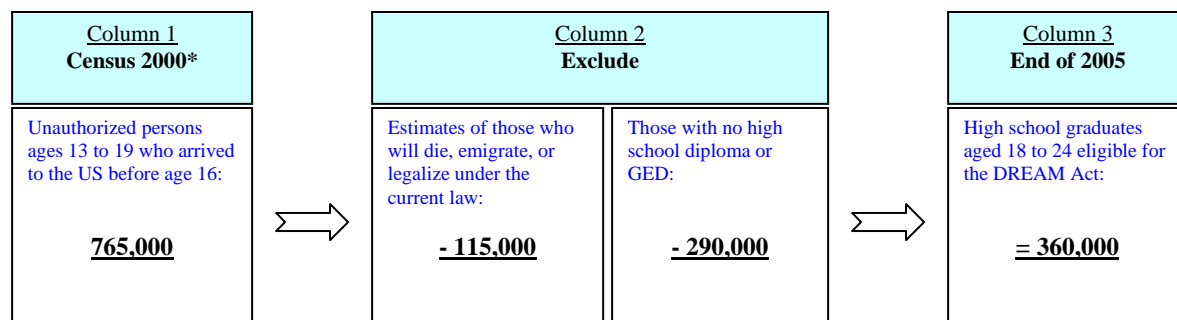 Column 1
Census 2000*
Column 2
Exclude
Column 3
End of 2005
Unauthorized persons
ages 13 to 19 who arrived
to the US before age 16:
765,000
Estimates of those who
will die, emigrate, or
legalize under the
current law:
- 115,000
Those with no high
school diploma or
GED:
- 290,000
High school graduates
aged 18 to 24 eligible for
the DREAM Act:
= 360,000